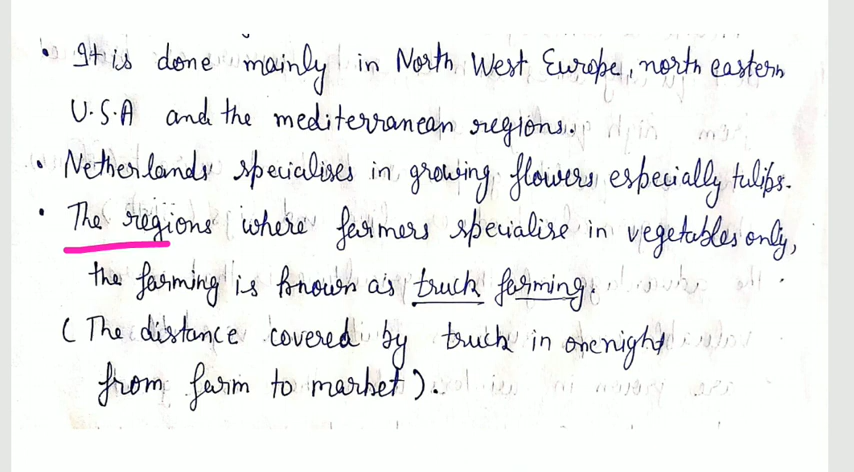 • It is done mainly in North West Europe, north eastern
U.S.A and the mediterranean regions.
• Netherlands specialises in growing flowers especially tulips.
• The regions where farmers specialise in vegetables only,
the farming is known as truck farming.
( The distance covered by truck in onenight
from farm to market).